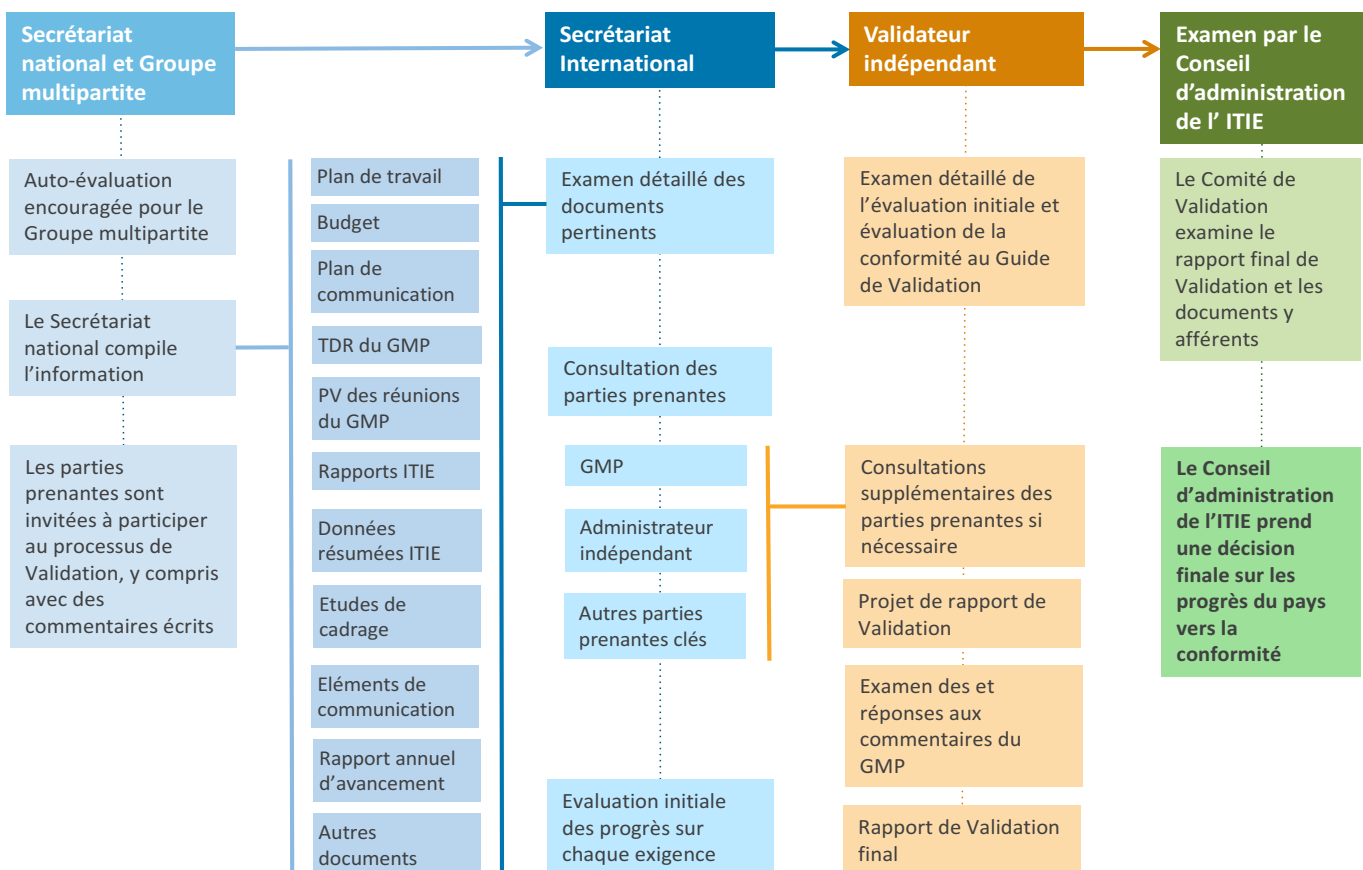 Secrétariat
national et Groupe
multipartite
Auto-évaluation
encouragée pour le
Groupe multipartite
Le Secrétariat
national compile
l'information
Les parties
prenantes sont
invitées à participer
au processus de
Validation, y compris
avec des
commentaires écrits
Plan de travail
Budget
Plan de
communication
TDR du GMP
PV des réunions
du GMP
Rapports ITIE
Données
résumées ITIE
Etudes de
cadrage
Eléments de
communication
Rapport annuel
d'avancement
Autres
documents
Secrétariat
International
Examen détaillé des
documents
pertinents
Consultation des
parties prenantes
GMP
Administrateur
indépendant
Autres parties
prenantes clés
Evaluation initiale
des progrès sur
chaque exigence
Validateur
indépendant
Examen détaillé de
l'évaluation initiale et
évaluation de la
conformité au Guide
de Validation
Consultations
supplémentaires des
parties prenantes si
nécessaire
Projet de rapport de
Validation
Examen des et
réponses aux
commentaires du
GMP
Rapport de Validation
final
Examen par le
Conseil
d'administration
de l' ITIE
Le Comité de
Validation
examine le
rapport final de
Validation et les
documents y
afférents
Le Conseil
d'administration
de l'ITIE prend
une décision
finale sur les
progrès du pays
vers la
conformité